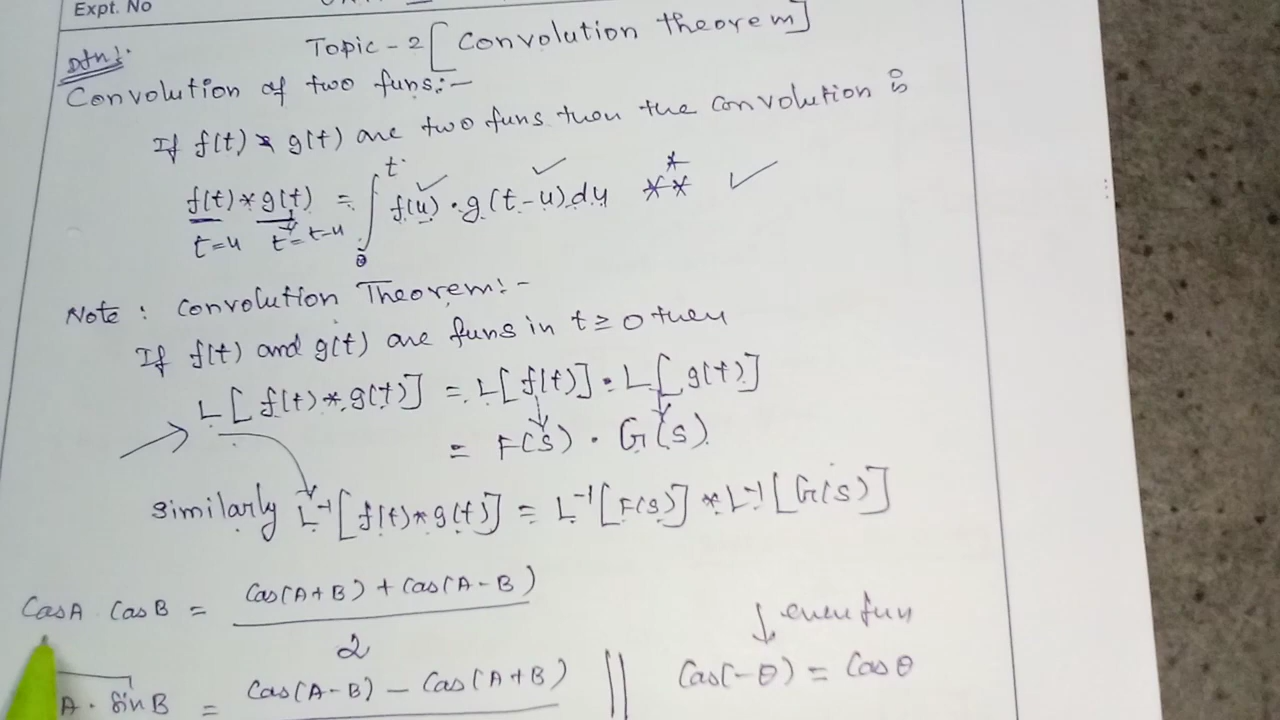 Expt. No
Topic - 2 [Convolution theorem]
Dfn:
Convolution of two funs:-
If f(t) & g(t) are two funs then the convolution is
f(t) * g(t) = ∫₀ᵗ f(u) · g(t-u) du ***
t=u t=t-u
Note: Convolution Theorem:-
If f(t) and g(t) are funs in t ≥ 0 then
L[f(t) * g(t)] = L[f(t)] · L[g(t)]
= F(s) · G(s)
Similarly L⁻¹[f(t) * g(t)] = L⁻¹[F(s)] * L⁻¹[G(s)]
CosA · CosB = Cos(A+B) + Cos(A-B) / 2
even fun
A · SinB = Cos(A-B) - Cos(A+B)
Cos(-θ) = Cosθ